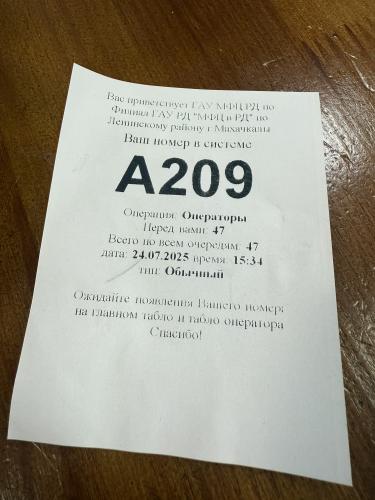 Вас приветствует ГАУ МФЦ РД по
Филиал ГАУ РД "МФЦ в РД" по
Ленинскому району г Махачкалы
Ваш номер в системе
A209
Операция: Операторы
Перед вами: 47
Всего по всем очередям: 47
дата: 24.07.2025 время: 15:34
тип: Обычный
Ожидайте появления Вашего номера
на главном табло и табло оператора
Спасибо!